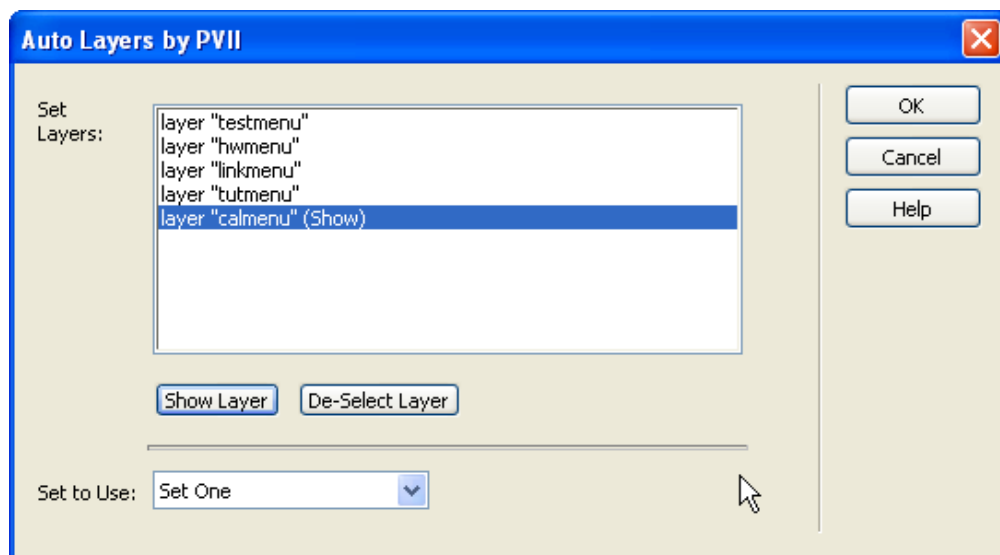 Auto Layers by PVII
Set
Layers:
layer "testmenu"
layer "hwmenu"
layer "linkmenu"
layer "tutmenu"
layer "calmenu" (Show)
OK
Cancel
Help
Show Layer
De-Select Layer
Set to Use:
Set One